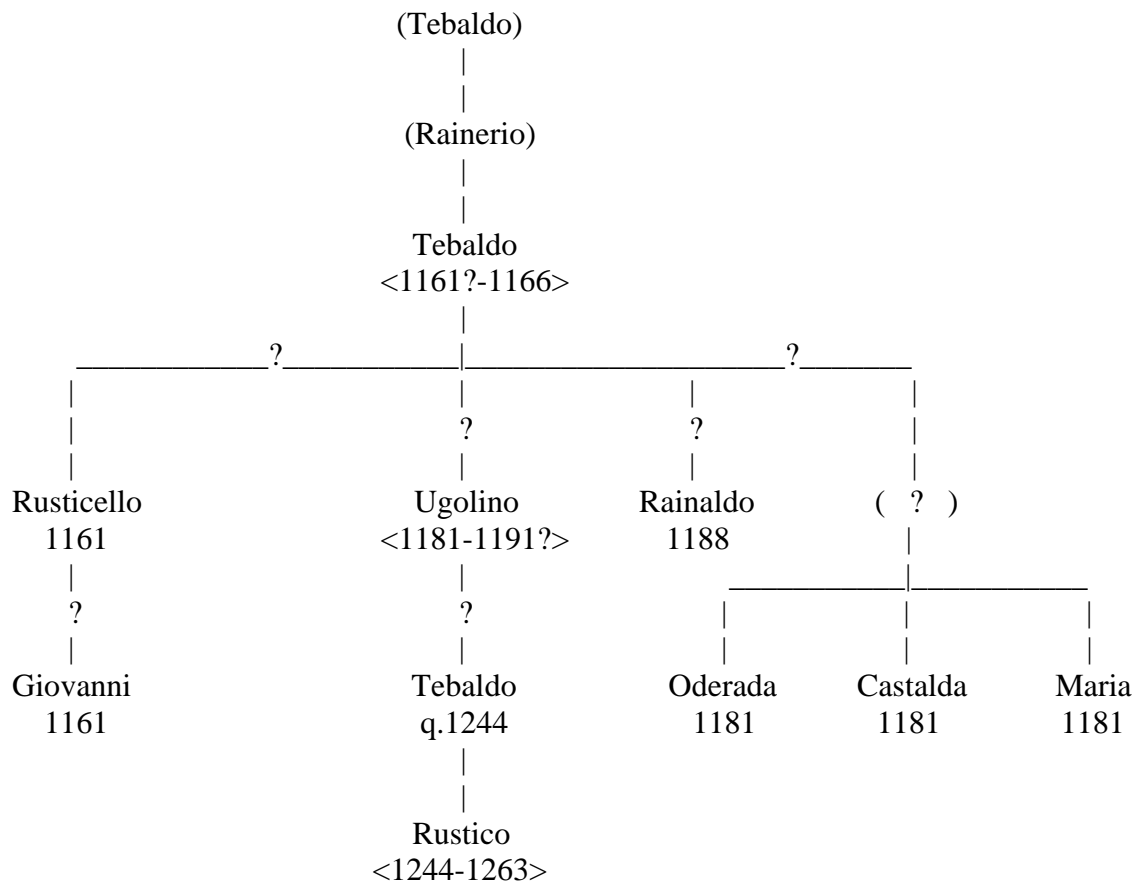 (Tebaldo)
(Rainerio)
Tebaldo
<1161?-1166>
? ?
? ?
Rusticello Ugolino Rainaldo ( ? )
1161 <1181-1191?> 1188
? ?
Giovanni Tebaldo Oderada Castalda Maria
1161 q.1244 1181 1181 1181
Rustico
<1244-1263>